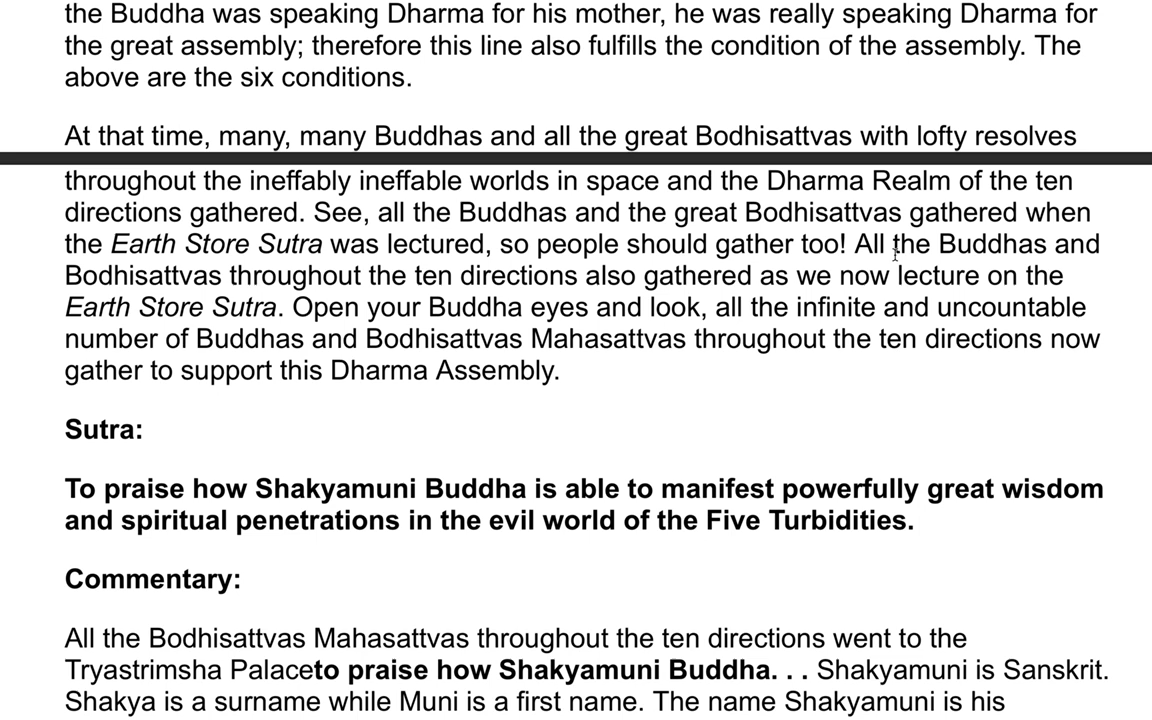 the Buddha was speaking Dharma for his mother, he was really speaking Dharma for
the great assembly; therefore this line also fulfills the condition of the assembly. The
above are the six conditions.
At that time, many, many Buddhas and all the great Bodhisattvas with lofty resolves
throughout the ineffably ineffable worlds in space and the Dharma Realm of the ten
directions gathered. See, all the Buddhas and the great Bodhisattvas gathered when
the Earth Store Sutra was lectured, so people should gather too! All the Buddhas and
Bodhisattvas throughout the ten directions also gathered as we now lecture on the
Earth Store Sutra. Open your Buddha eyes and look, all the infinite and uncountable
number of Buddhas and Bodhisattvas Mahasattvas throughout the ten directions now
gather to support this Dharma Assembly.
Sutra:
To praise how Shakyamuni Buddha is able to manifest powerfully great wisdom
and spiritual penetrations in the evil world of the Five Turbidities.
Commentary:
All the Bodhisattvas Mahasattvas throughout the ten directions went to the
Tryastrimsha Palaceto praise how Shakyamuni Buddha. . . Shakyamuni is Sanskrit.
Shakya is a surname while Muni is a first name. The name Shakyamuni is his